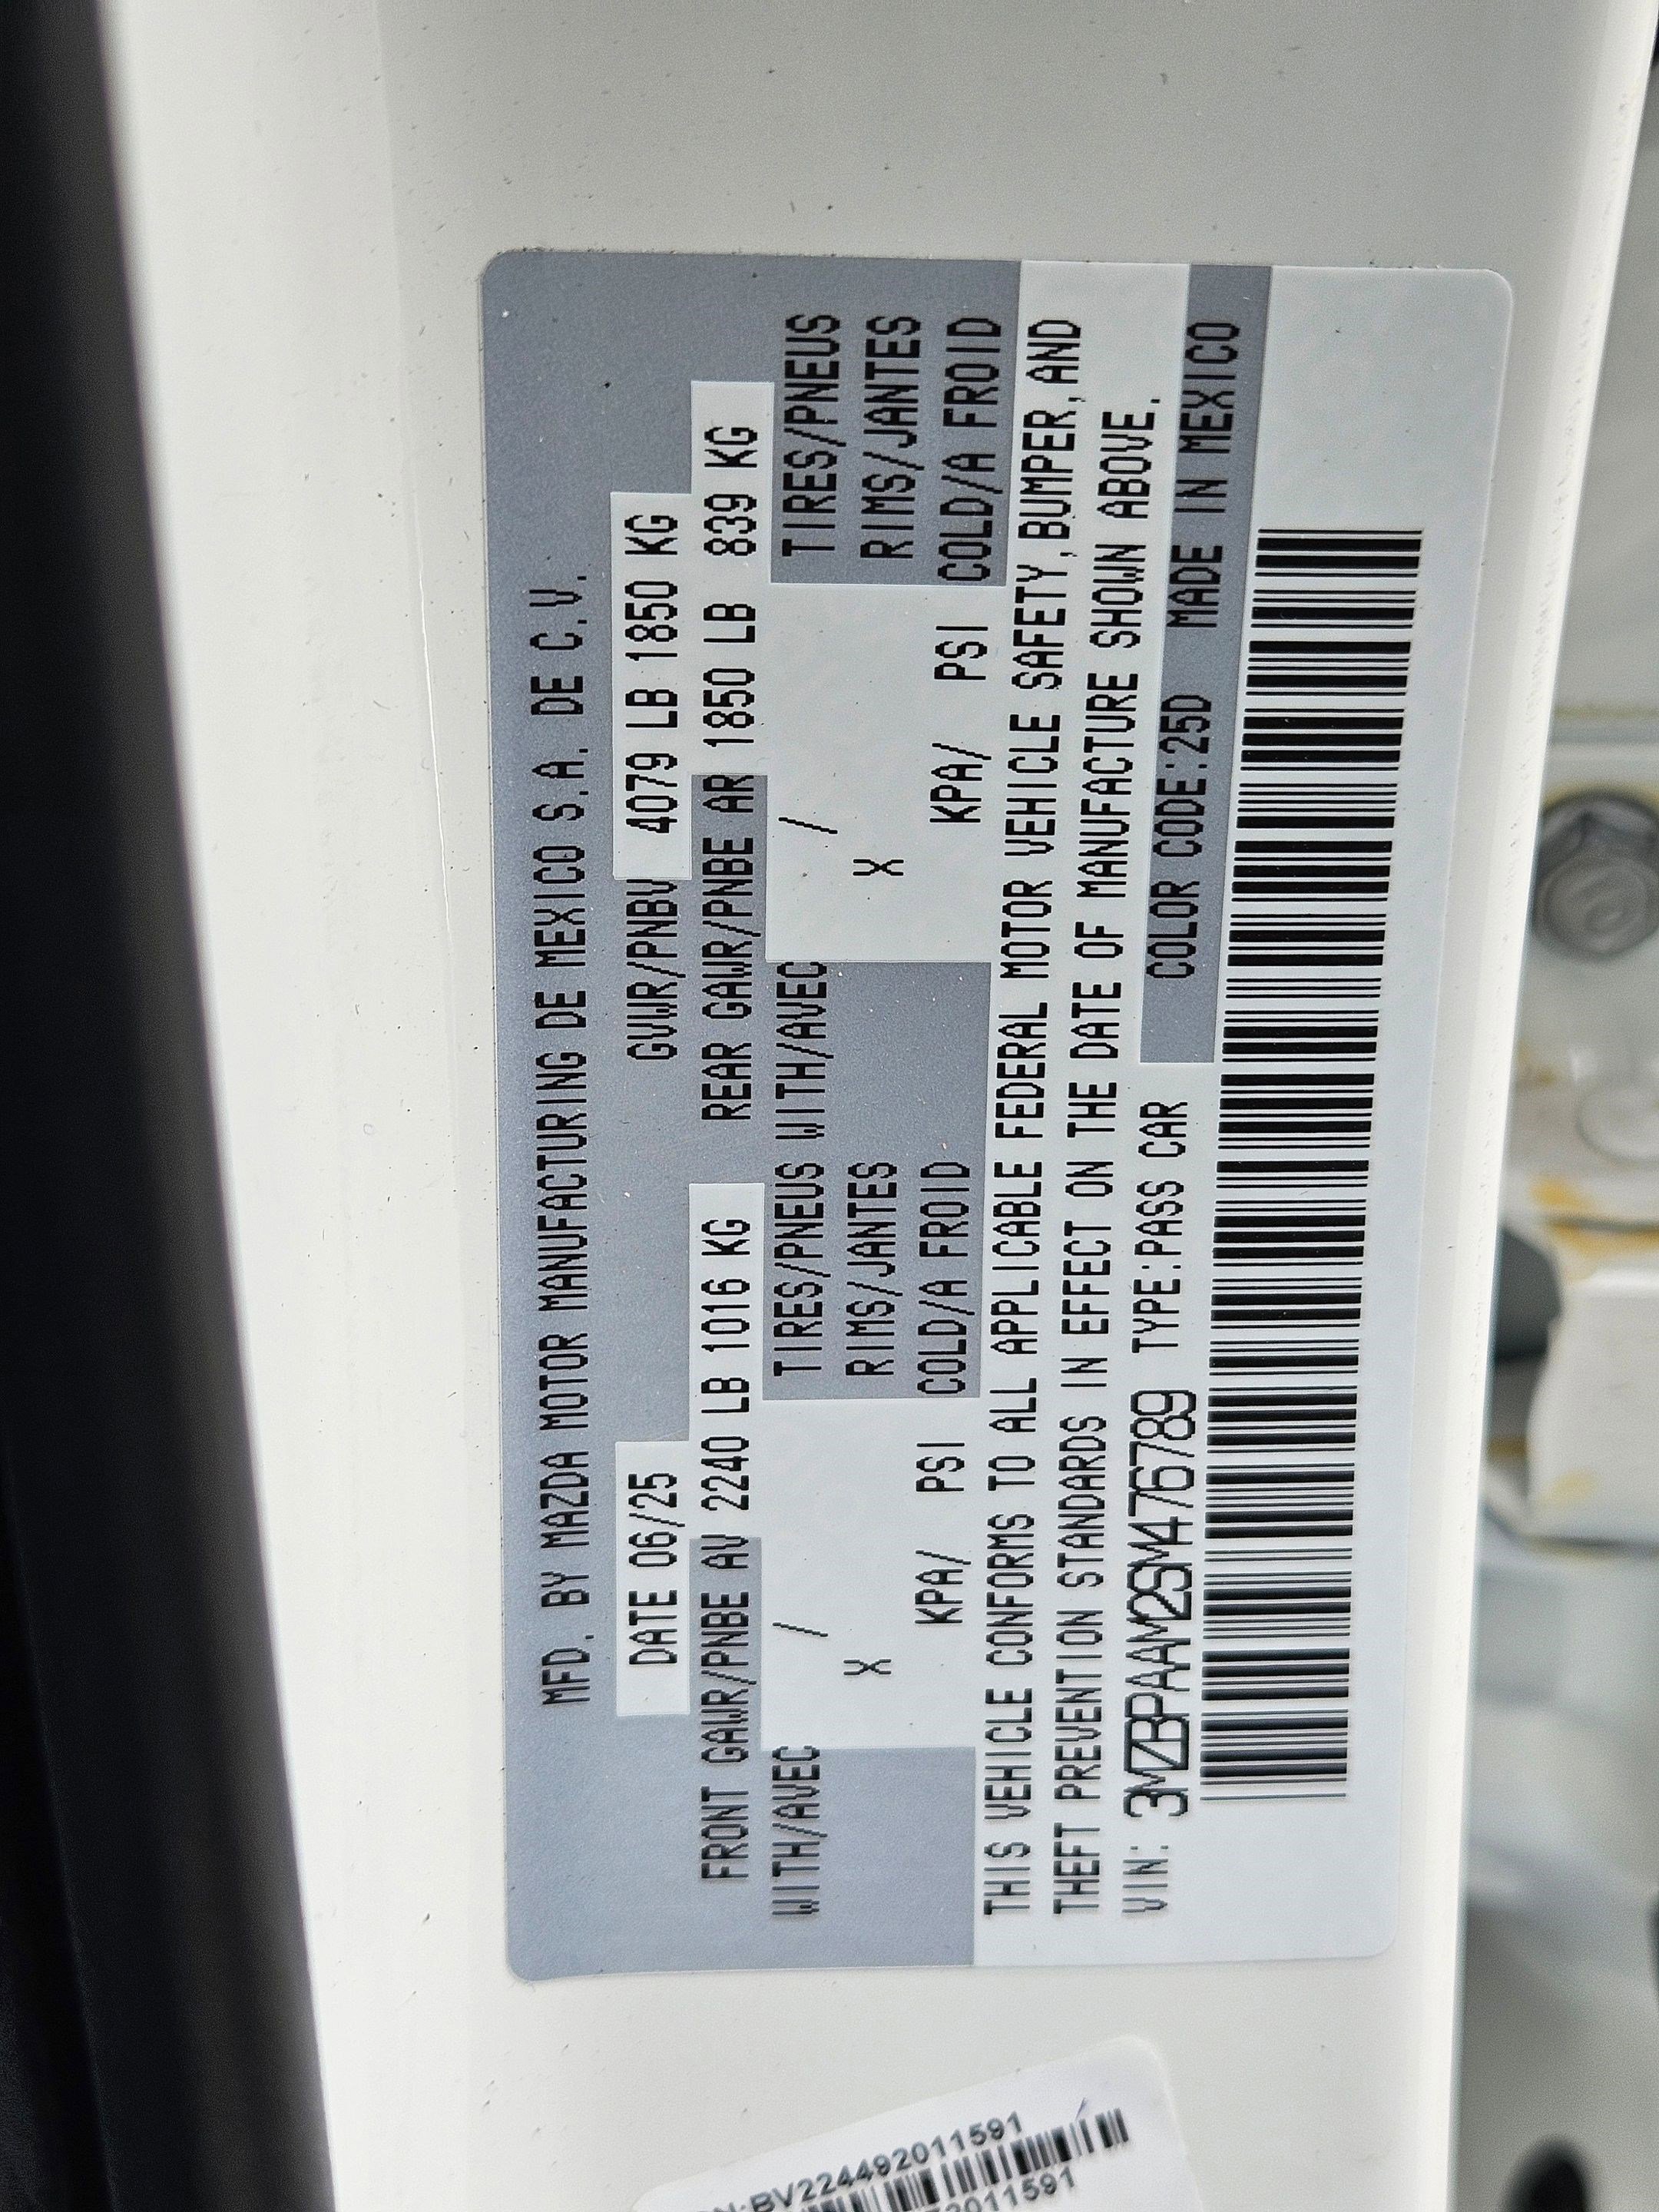 MFD. BY MAZDA MOTOR MANUFACTURING DE MEXICO S.A. DE C.V.
DATE 06/25 GVWR/PNBV 4079 LB 1850 KG
FRONT GAWR/PNBE AV 2240 LB 1016 KG REAR GAWR/PNBE AR 1850 LB 839 KG
WITH/AVEC / TIRES/PNEUS WITH/AVEC / TIRES/PNEUS
X RIMS/JANTES X RIMS/JANTES
KPA/ PSI COLD/A FROID KPA/ PSI COLD/A FROID
THIS VEHICLE CONFORMS TO ALL APPLICABLE FEDERAL MOTOR VEHICLE SAFETY,BUMPER,AND
THEFT PREVENTION STANDARDS IN EFFECT ON THE DATE OF MANUFACTURE SHOWN ABOVE.
VIN: 3MZBPAAM2SM476789 TYPE:PASS CAR COLOR CODE:25D MADE IN MEXICO
BV224492011591
2011591